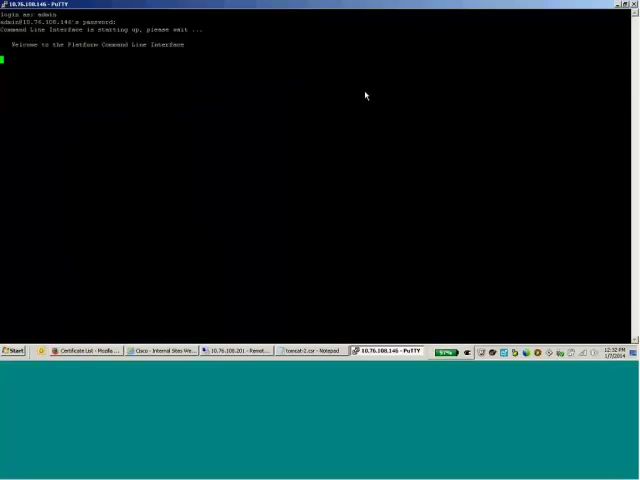 10.76.108.146 - PuTTY
login as: admin
admin@10.76.108.146's password:
Command Line Interface is starting up, please wait ...
Welcome to the Platform Command Line Interface
Start
Certificate List - Mozilla ...
Cisco - Internal Sites We...
10.76.108.201 - Remot...
tomcat-2.csr - Notepad
10.76.108.146 - PuTTY
97%
12:32 PM
1/7/2014